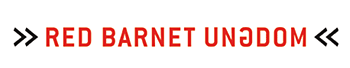 >> RED BARNET UNGDOM <<